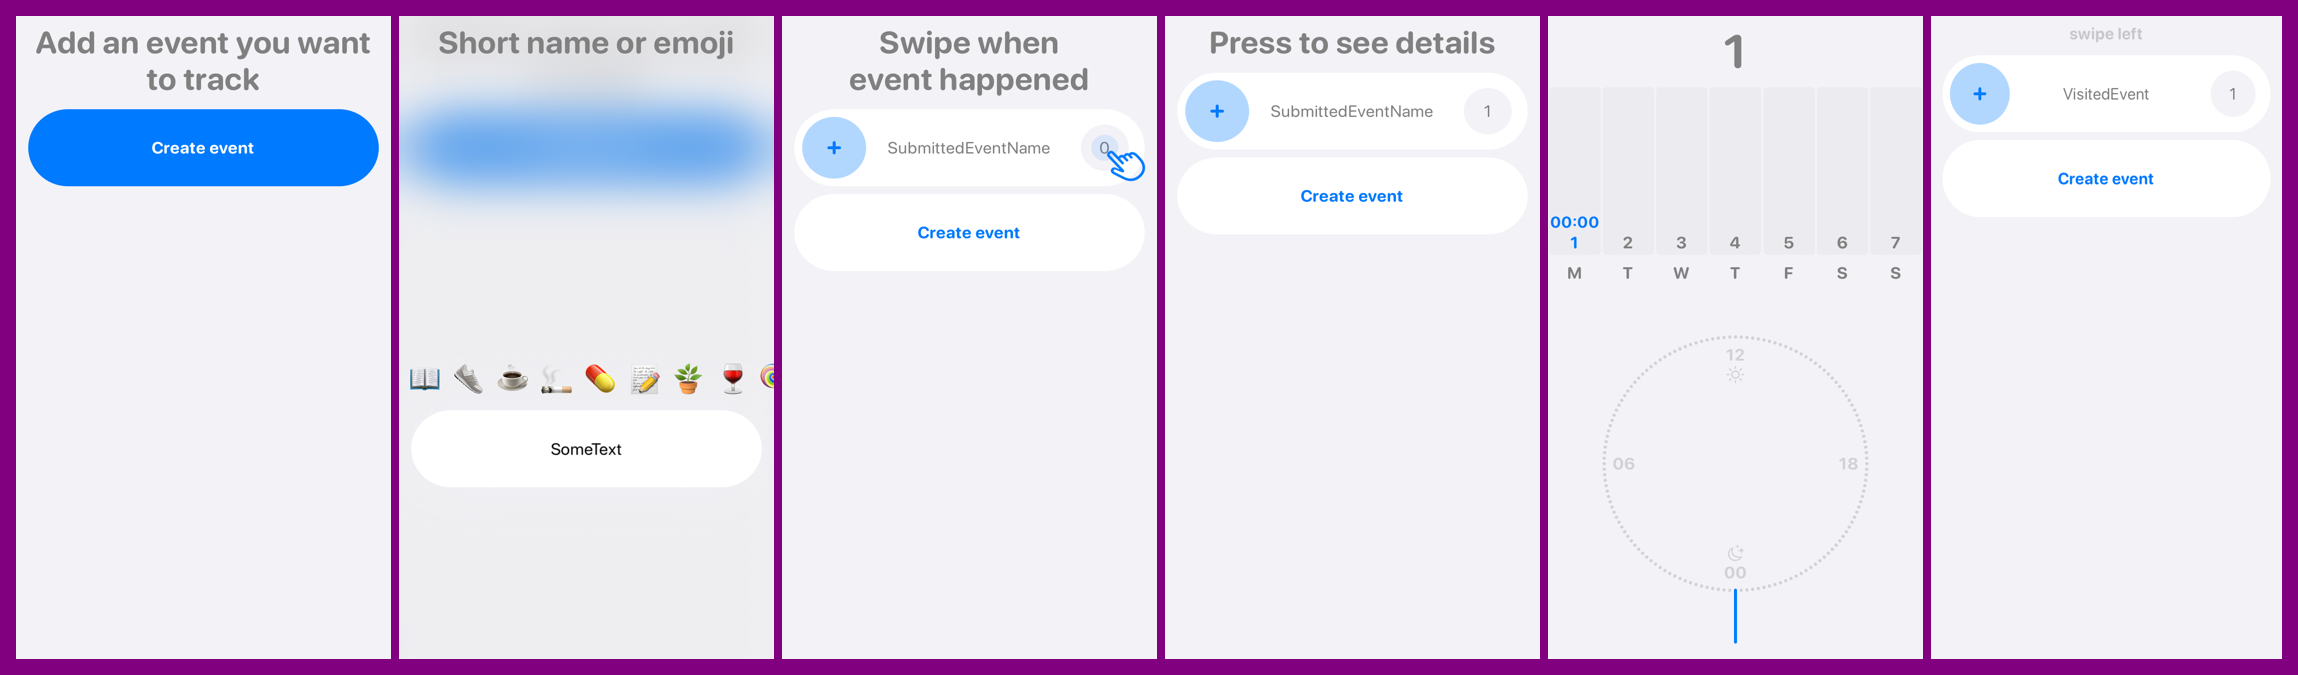 Add an event you want
to track
Create event
Short name or emoji
SomeText
Swipe when
event happened
+ SubmittedEventName 0
Create event
Press to see details
+ SubmittedEventName 1
Create event
1
00:00
1 2 3 4 5 6 7
M T W T F S S
12
06 18
00
swipe left
+ VisitedEvent 1
Create event